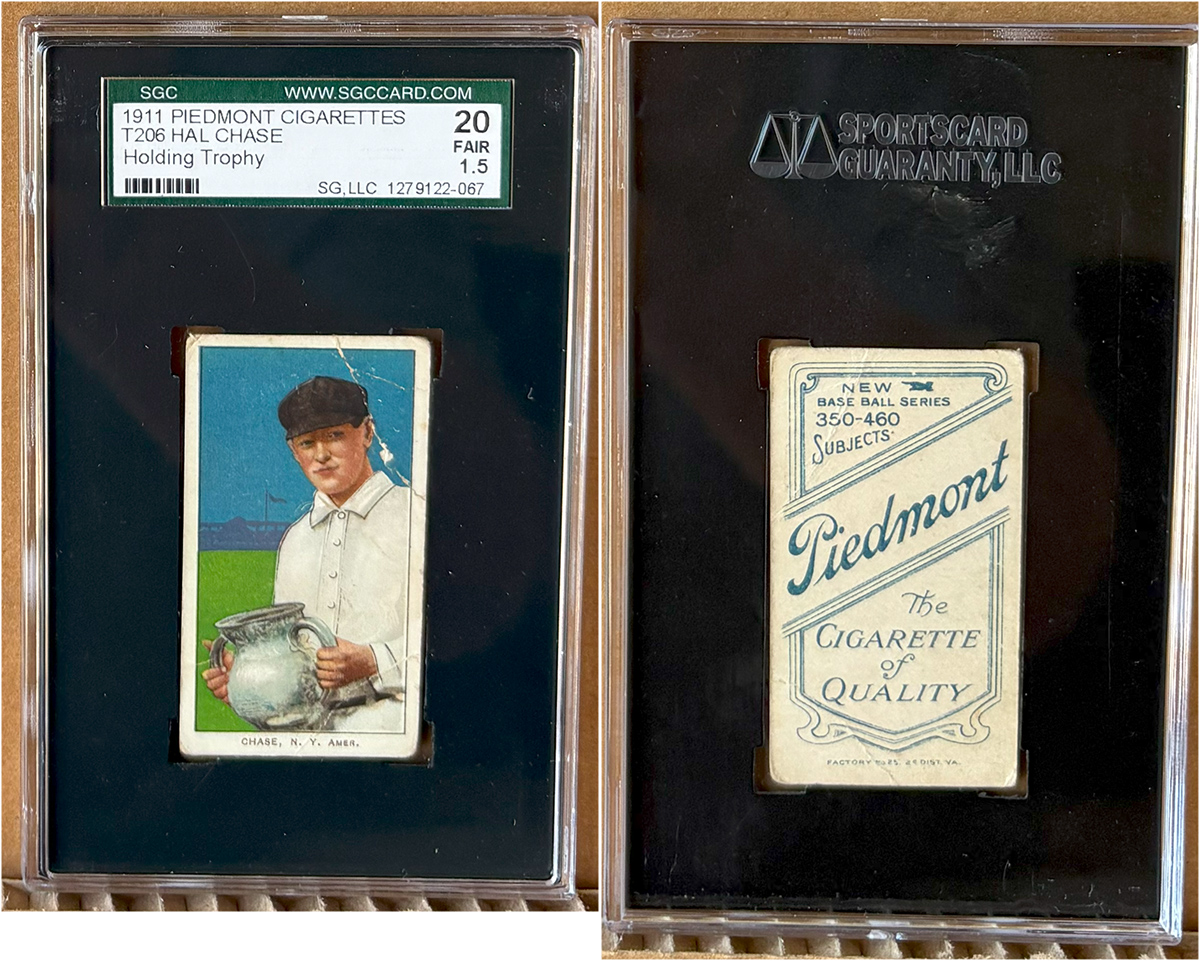 SGC WWW.SGCCARD.COM
1911 PIEDMONT CIGARETTES
T206 HAL CHASE
Holding Trophy
20
FAIR
1.5
SG,LLC 1279122-067
CHASE, N. Y. AMER.
SPORTSCARD
GUARANTY,LLC
NEW
BASE BALL SERIES
350-460
SUBJECTS
Piedmont
The
CIGARETTE
of
QUALITY
FACTORY No 25. 2d DIST. VA.